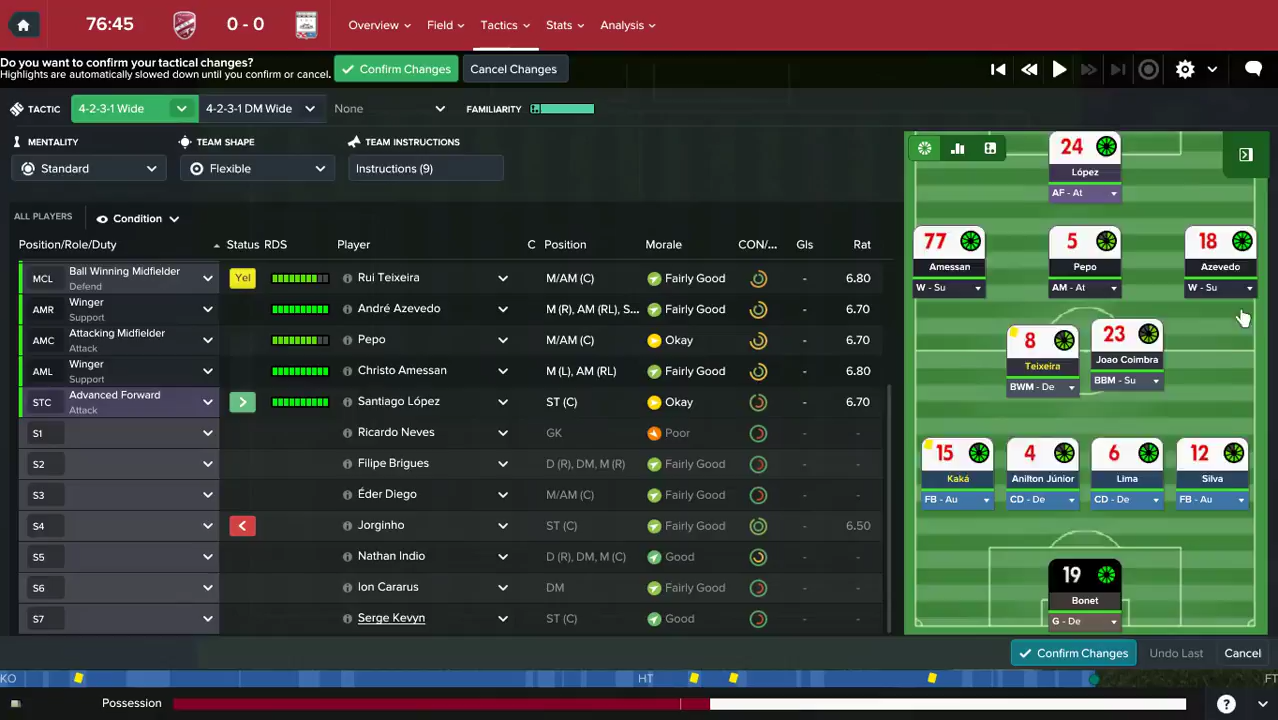 76:45
0 - 0
Overview
Field
Tactics
Stats
Analysis
Do you want to confirm your tactical changes?
Highlights are automatically slowed down until you confirm or cancel.
Confirm Changes
Cancel Changes
TACTIC
4-2-3-1 Wide
4-2-3-1 DM Wide
None
FAMILIARITY
MENTALITY
TEAM SHAPE
TEAM INSTRUCTIONS
Standard
Flexible
Instructions (9)
ALL PLAYERS
Condition
Position/Role/Duty Status RDS Player C Position Morale CON/... Gls Rat
MCL Ball Winning Midfielder Yel Rui Teixeira M/AM (C) Fairly Good - 6.80
Defend
AMR Winger André Azevedo M (R), AM (RL), S... Fairly Good - 6.70
Support
AMC Attacking Midfielder Pepo M/AM (C) Okay - 6.70
Attack
AML Winger Christo Amessan M (L), AM (RL) Fairly Good - 6.80
Support
STC Advanced Forward Santiago López ST (C) Okay - 6.70
Attack
S1 Ricardo Neves GK Poor -
S2 Filipe Brigues D (R), DM, M (R) Fairly Good -
S3 Éder Diego M/AM (C) Fairly Good -
S4 Jorginho ST (C) Fairly Good - 6.50
S5 Nathan Indio D (R), DM, M (C) Good -
S6 Ion Cararus DM Fairly Good -
S7 Serge Kevyn ST (C) Good -
24
López
AF - At
77 5 18
Amessan Pepo Azevedo
W - Su AM - At W - Su
8 23
Teixeira Joao Coimbra
BWM - De BBM - Su
15 4 6 12
Kaká Anilton Júnior Lima Silva
FB - Au CD - De CD - De FB - Au
19
Bonet
G - De
Confirm Changes
Undo Last
Cancel
KO
HT
FT
Possession
?